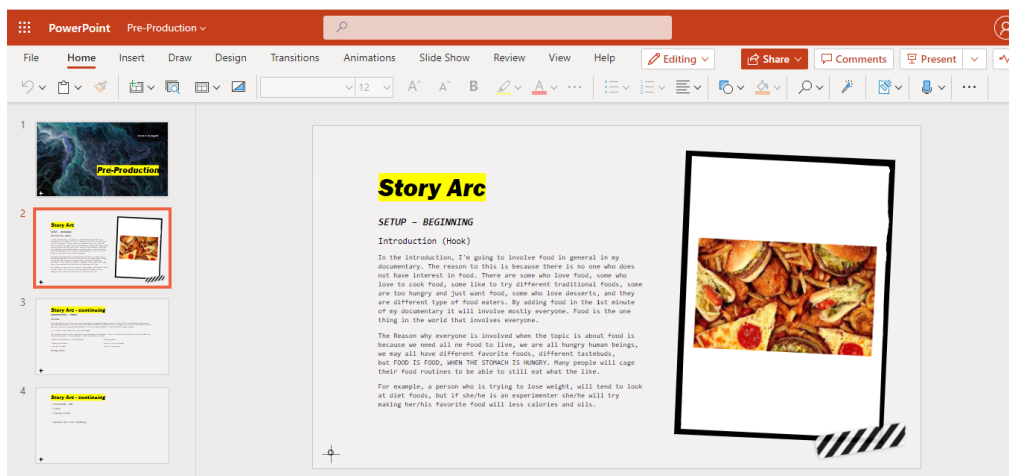 PowerPoint Pre-Production
File Home Insert Draw Design Transitions Animations Slide Show Review View Help Editing Share Comments Present
12 A A B A
1
Pre-Production
2
Story Arc
3
Story Arc - continuing
4
Story Arc - continuing
Story Arc
SETUP – BEGINNING
Introduction (Hook)
In the introduction, I'm going to involve food in general in my
documentary. The reason to this is because there is no one who does
not have interest in food. There are some who love food, some who
love to cook food, some like to try different traditional foods, some
are too hungry and just want food, some who love desserts, and they
are different type of food eaters. By adding food in the 1st minute
of my documentary it will involve mostly everyone. Food is the one
thing in the world that involves everyone.
The Reason why everyone is involved when the topic is about food is
because we need all ne food to live, we are all hungry human beings,
we may all have different favorite foods, different tastebuds,
but FOOD IS FOOD, WHEN THE STOMACH IS HUNGRY. Many people will cage
their food routines to be able to still eat what the like.
For example, a person who is trying to lose weight, will tend to look
at diet foods, but if she/he is an experimenter she/he will try
making her/his favorite food will less calories and oils.